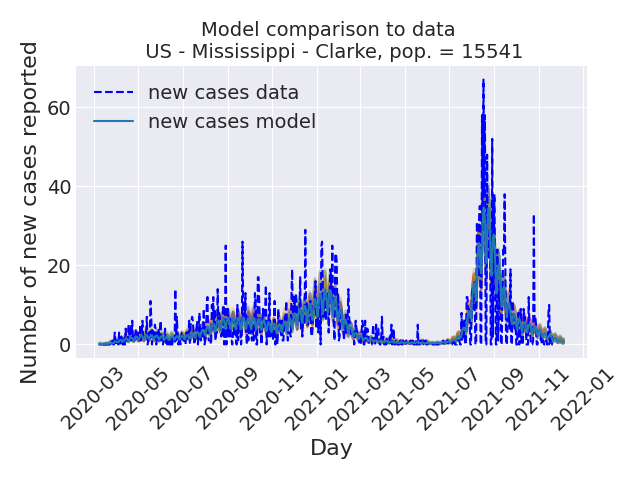 Model comparison to data
US - Mississippi - Clarke, pop. = 15541
Number of new cases reported
new cases data
new cases model
60
40
20
0
2020-03
2020-05
2020-07
2020-09
2020-11
2021-01
2021-03
2021-05
2021-07
2021-09
2021-11
2022-01
Day